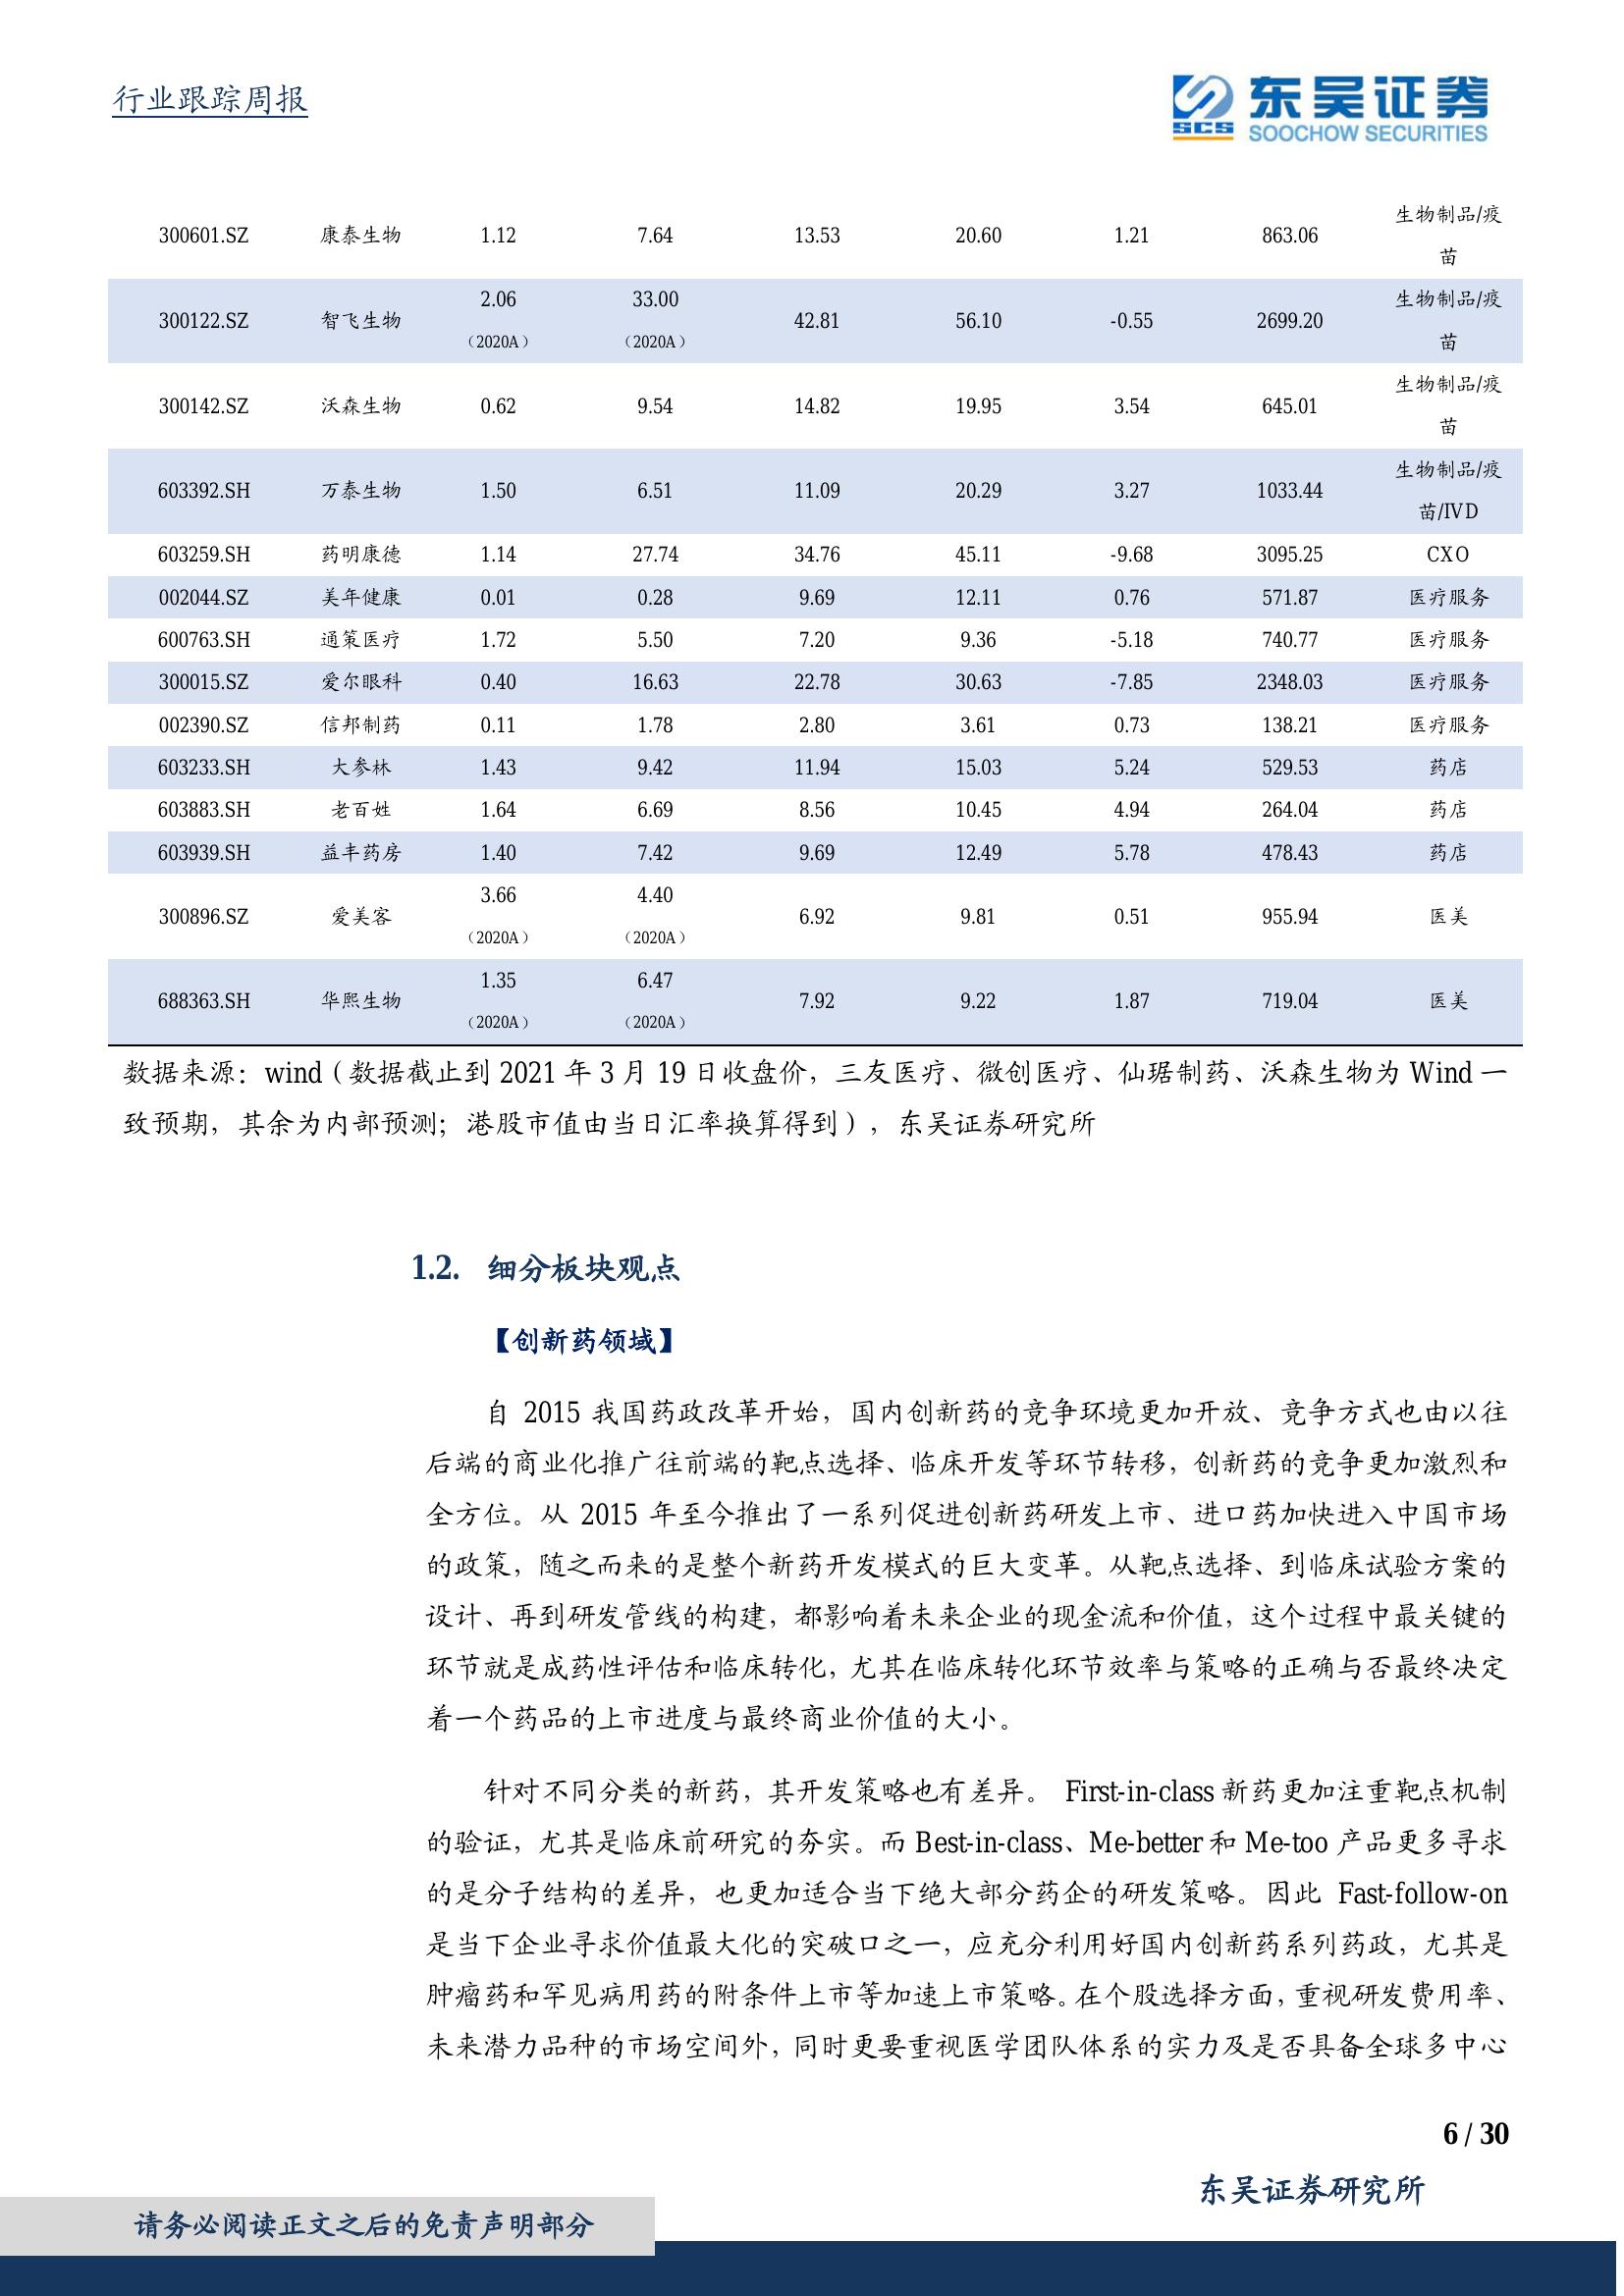 行业跟踪周报
SCS
东吴证券
SOOCHOW SECURITIES
300601.SZ 康泰生物 1.12 7.64 13.53 20.60 1.21 863.06 生物制品/疫
苗
300122.SZ 智飞生物 2.06 33.00 42.81 56.10 -0.55 2699.20 生物制品/疫
（2020A） （2020A） 苗
300142.SZ 沃森生物 0.62 9.54 14.82 19.95 3.54 645.01 生物制品/疫
苗
603392.SH 万泰生物 1.50 6.51 11.09 20.29 3.27 1033.44 生物制品/疫
苗/IVD
603259.SH 药明康德 1.14 27.74 34.76 45.11 -9.68 3095.25 CXO
002044.SZ 美年健康 0.01 0.28 9.69 12.11 0.76 571.87 医疗服务
600763.SH 通策医疗 1.72 5.50 7.20 9.36 -5.18 740.77 医疗服务
300015.SZ 爱尔眼科 0.40 16.63 22.78 30.63 -7.85 2348.03 医疗服务
002390.SZ 信邦制药 0.11 1.78 2.80 3.61 0.73 138.21 医疗服务
603233.SH 大参林 1.43 9.42 11.94 15.03 5.24 529.53 药店
603883.SH 老百姓 1.64 6.69 8.56 10.45 4.94 264.04 药店
603939.SH 益丰药房 1.40 7.42 9.69 12.49 5.78 478.43 药店
300896.SZ 爱美客 3.66 4.40 6.92 9.81 0.51 955.94 医美
（2020A） （2020A）
688363.SH 华熙生物 1.35 6.47 7.92 9.22 1.87 719.04 医美
（2020A） （2020A）
数据来源：wind（数据截止到 2021 年 3 月 19 日收盘价，三友医疗、微创医疗、仙琚制药、沃森生物为 Wind 一
致预期，其余为内部预测；港股市值由当日汇率换算得到），东吴证券研究所
1.2. 细分板块观点
【创新药领域】
自 2015 我国药政改革开始，国内创新药的竞争环境更加开放、竞争方式也由以往
后端的商业化推广往前端的靶点选择、临床开发等环节转移，创新药的竞争更加激烈和
全方位。从 2015 年至今推出了一系列促进创新药研发上市、进口药加快进入中国市场
的政策，随之而来的是整个新药开发模式的巨大变革。从靶点选择、到临床试验方案的
设计、再到研发管线的构建，都影响着未来企业的现金流和价值，这个过程中最关键的
环节就是成药性评估和临床转化，尤其在临床转化环节效率与策略的正确与否最终决定
着一个药品的上市进度与最终商业价值的大小。
针对不同分类的新药，其开发策略也有差异。 First-in-class 新药更加注重靶点机制
的验证，尤其是临床前研究的夯实。而 Best-in-class、Me-better 和 Me-too 产品更多寻求
的是分子结构的差异，也更加适合当下绝大部分药企的研发策略。因此 Fast-follow-on
是当下企业寻求价值最大化的突破口之一，应充分利用好国内创新药系列药政，尤其是
肿瘤药和罕见病用药的附条件上市等加速上市策略。在个股选择方面，重视研发费用率、
未来潜力品种的市场空间外，同时更要重视医学团队体系的实力及是否具备全球多中心
6 / 30
东吴证券研究所
请务必阅读正文之后的免责声明部分